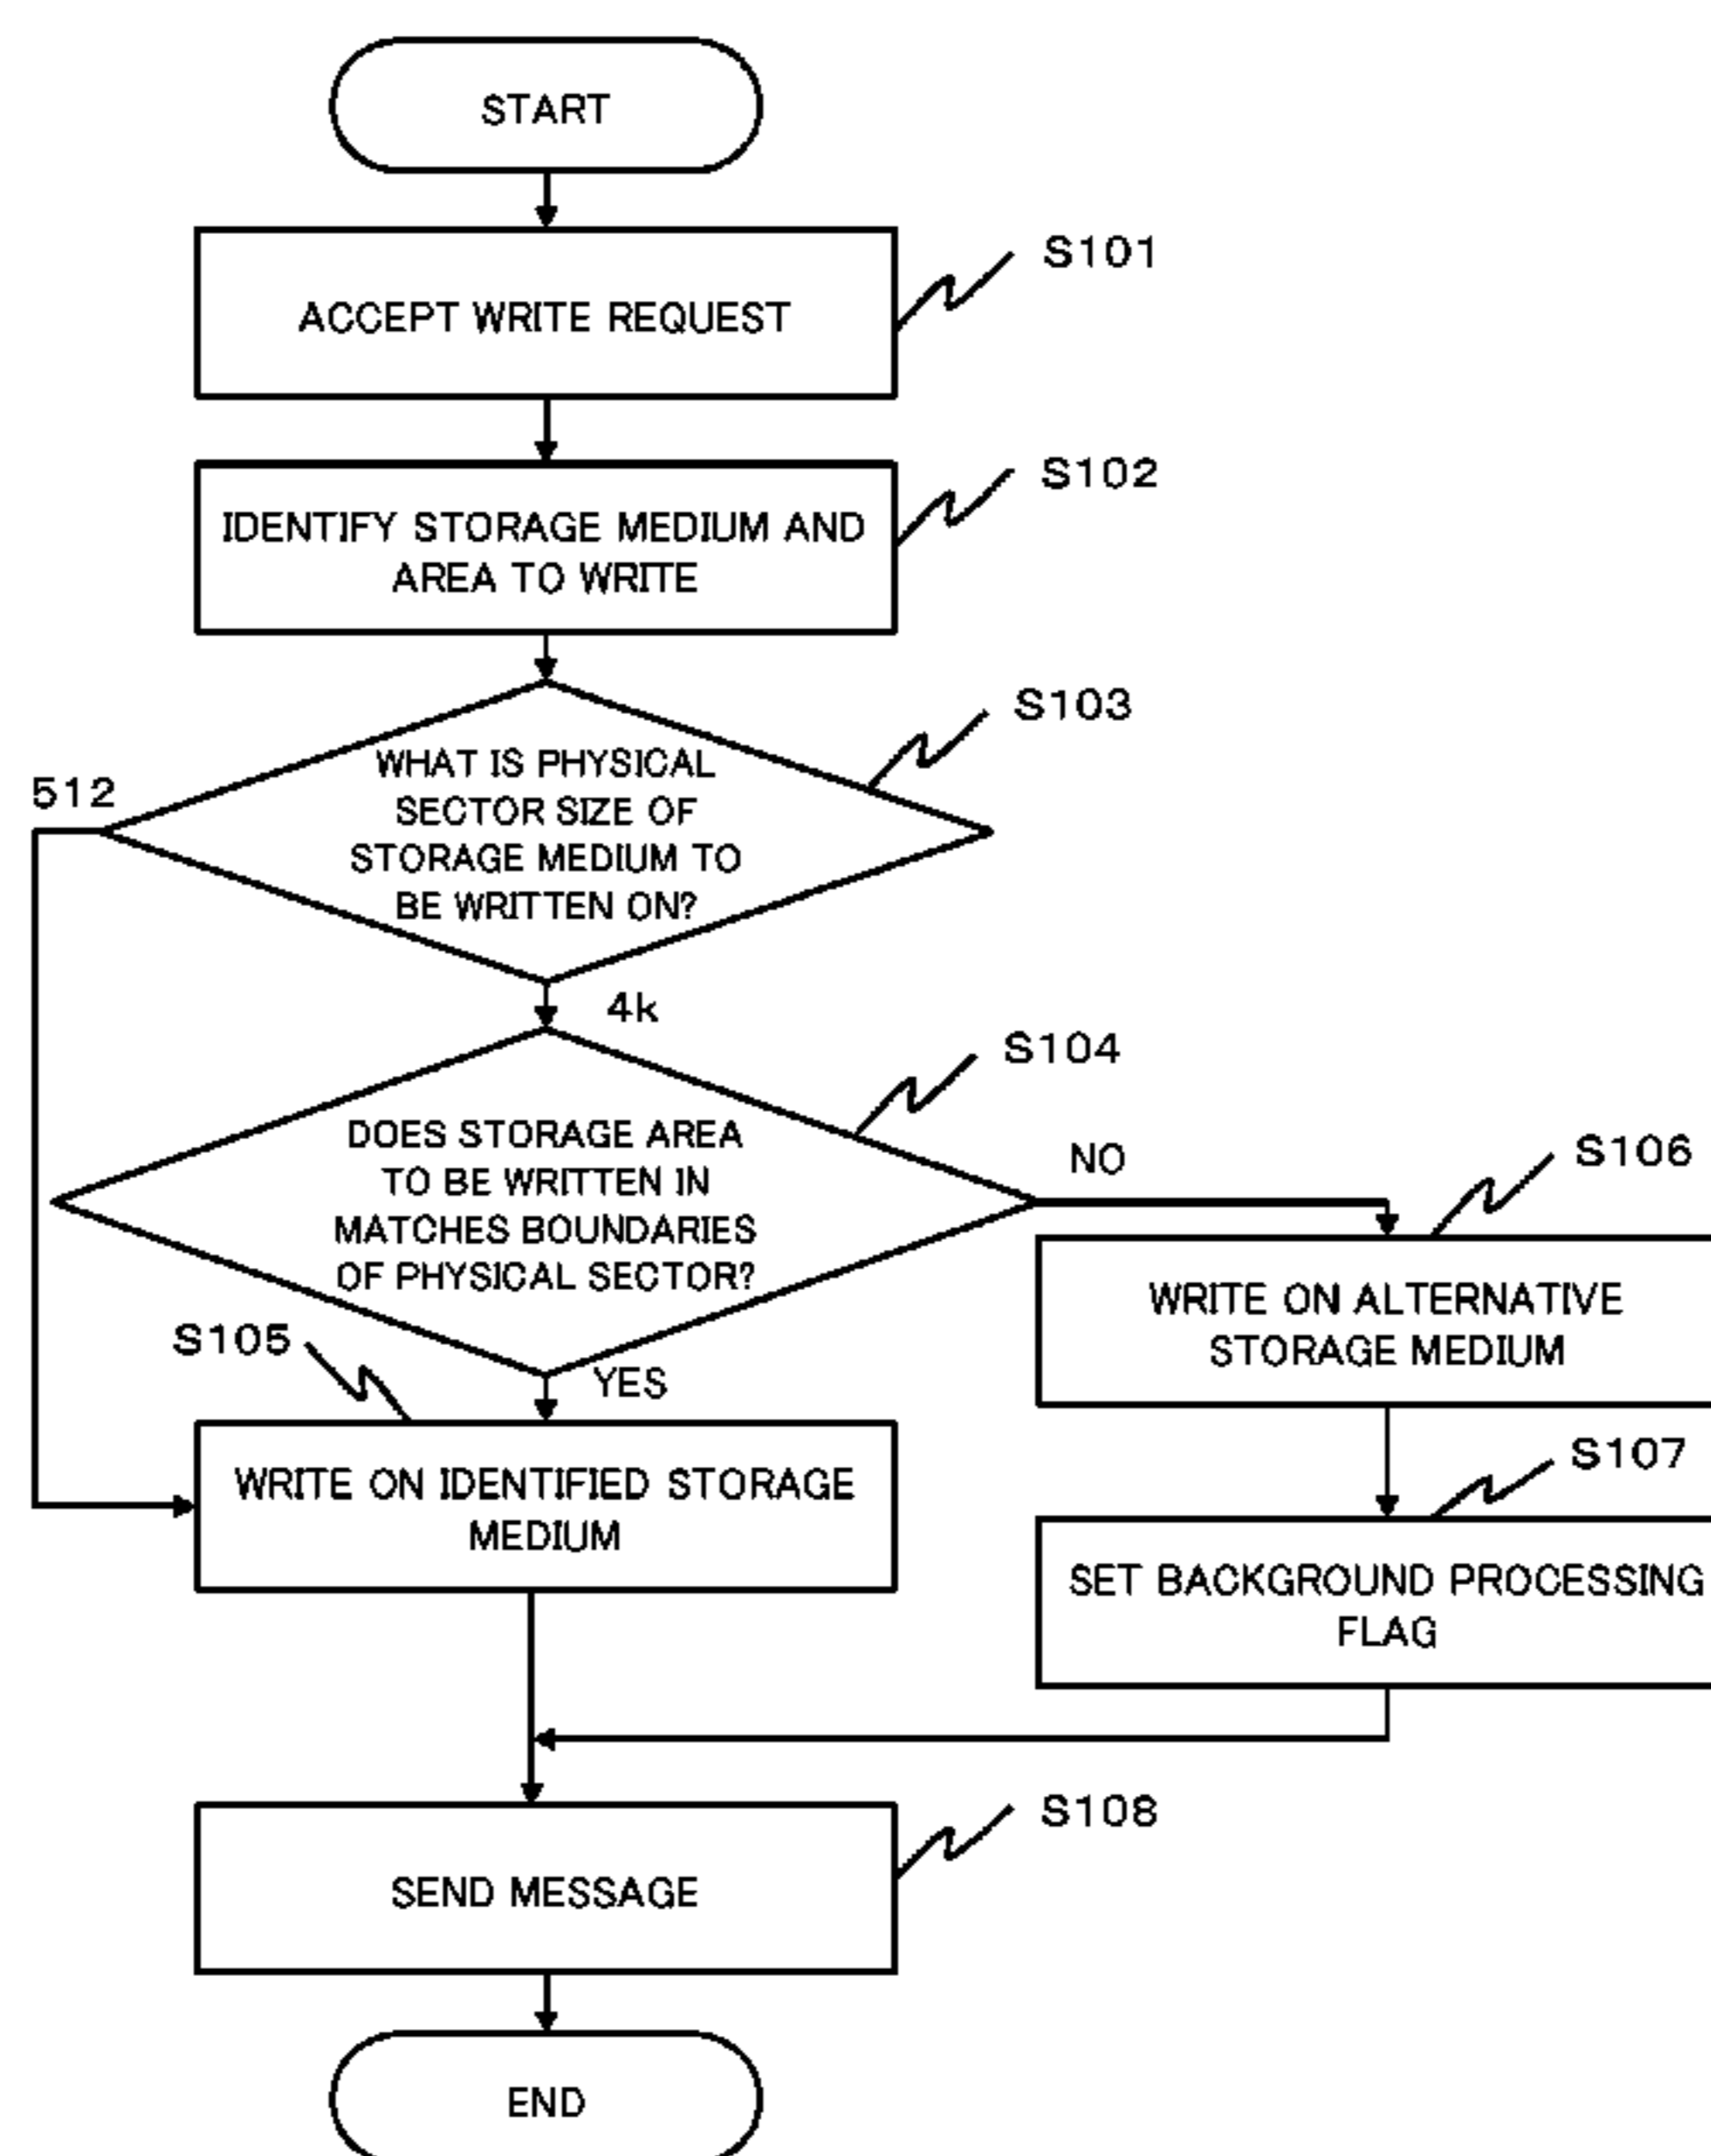 START
ACCEPT WRITE REQUEST
S101
IDENTIFY STORAGE MEDIUM AND
AREA TO WRITE
S102
WHAT IS PHYSICAL
SECTOR SIZE OF
STORAGE MEDIUM TO
BE WRITTEN ON?
S103
512
4k
DOES STORAGE AREA
TO BE WRITTEN IN
MATCHES BOUNDARIES
OF PHYSICAL SECTOR?
S104
NO
YES
S105
WRITE ON IDENTIFIED STORAGE
MEDIUM
S106
WRITE ON ALTERNATIVE
STORAGE MEDIUM
S107
SET BACKGROUND PROCESSING
FLAG
SEND MESSAGE
S108
END